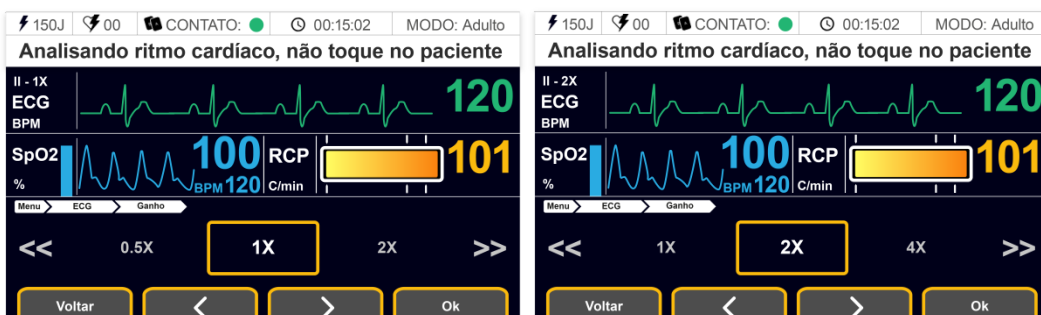 150J 00 CONTATO: 00:15:02 MODO: Adulto
Analisando ritmo cardíaco, não toque no paciente
II - 1X
ECG 120
BPM
SpO2 100 RCP 101
% BPM 120 C/min
Menu ECG Ganho
<< 0.5X 1X 2X >>
Voltar < > Ok
150J 00 CONTATO: 00:15:02 MODO: Adulto
Analisando ritmo cardíaco, não toque no paciente
II - 2X
ECG 120
BPM
SpO2 100 RCP 101
% BPM 120 C/min
Menu ECG Ganho
<< 1X 2X 4X >>
Voltar < > Ok